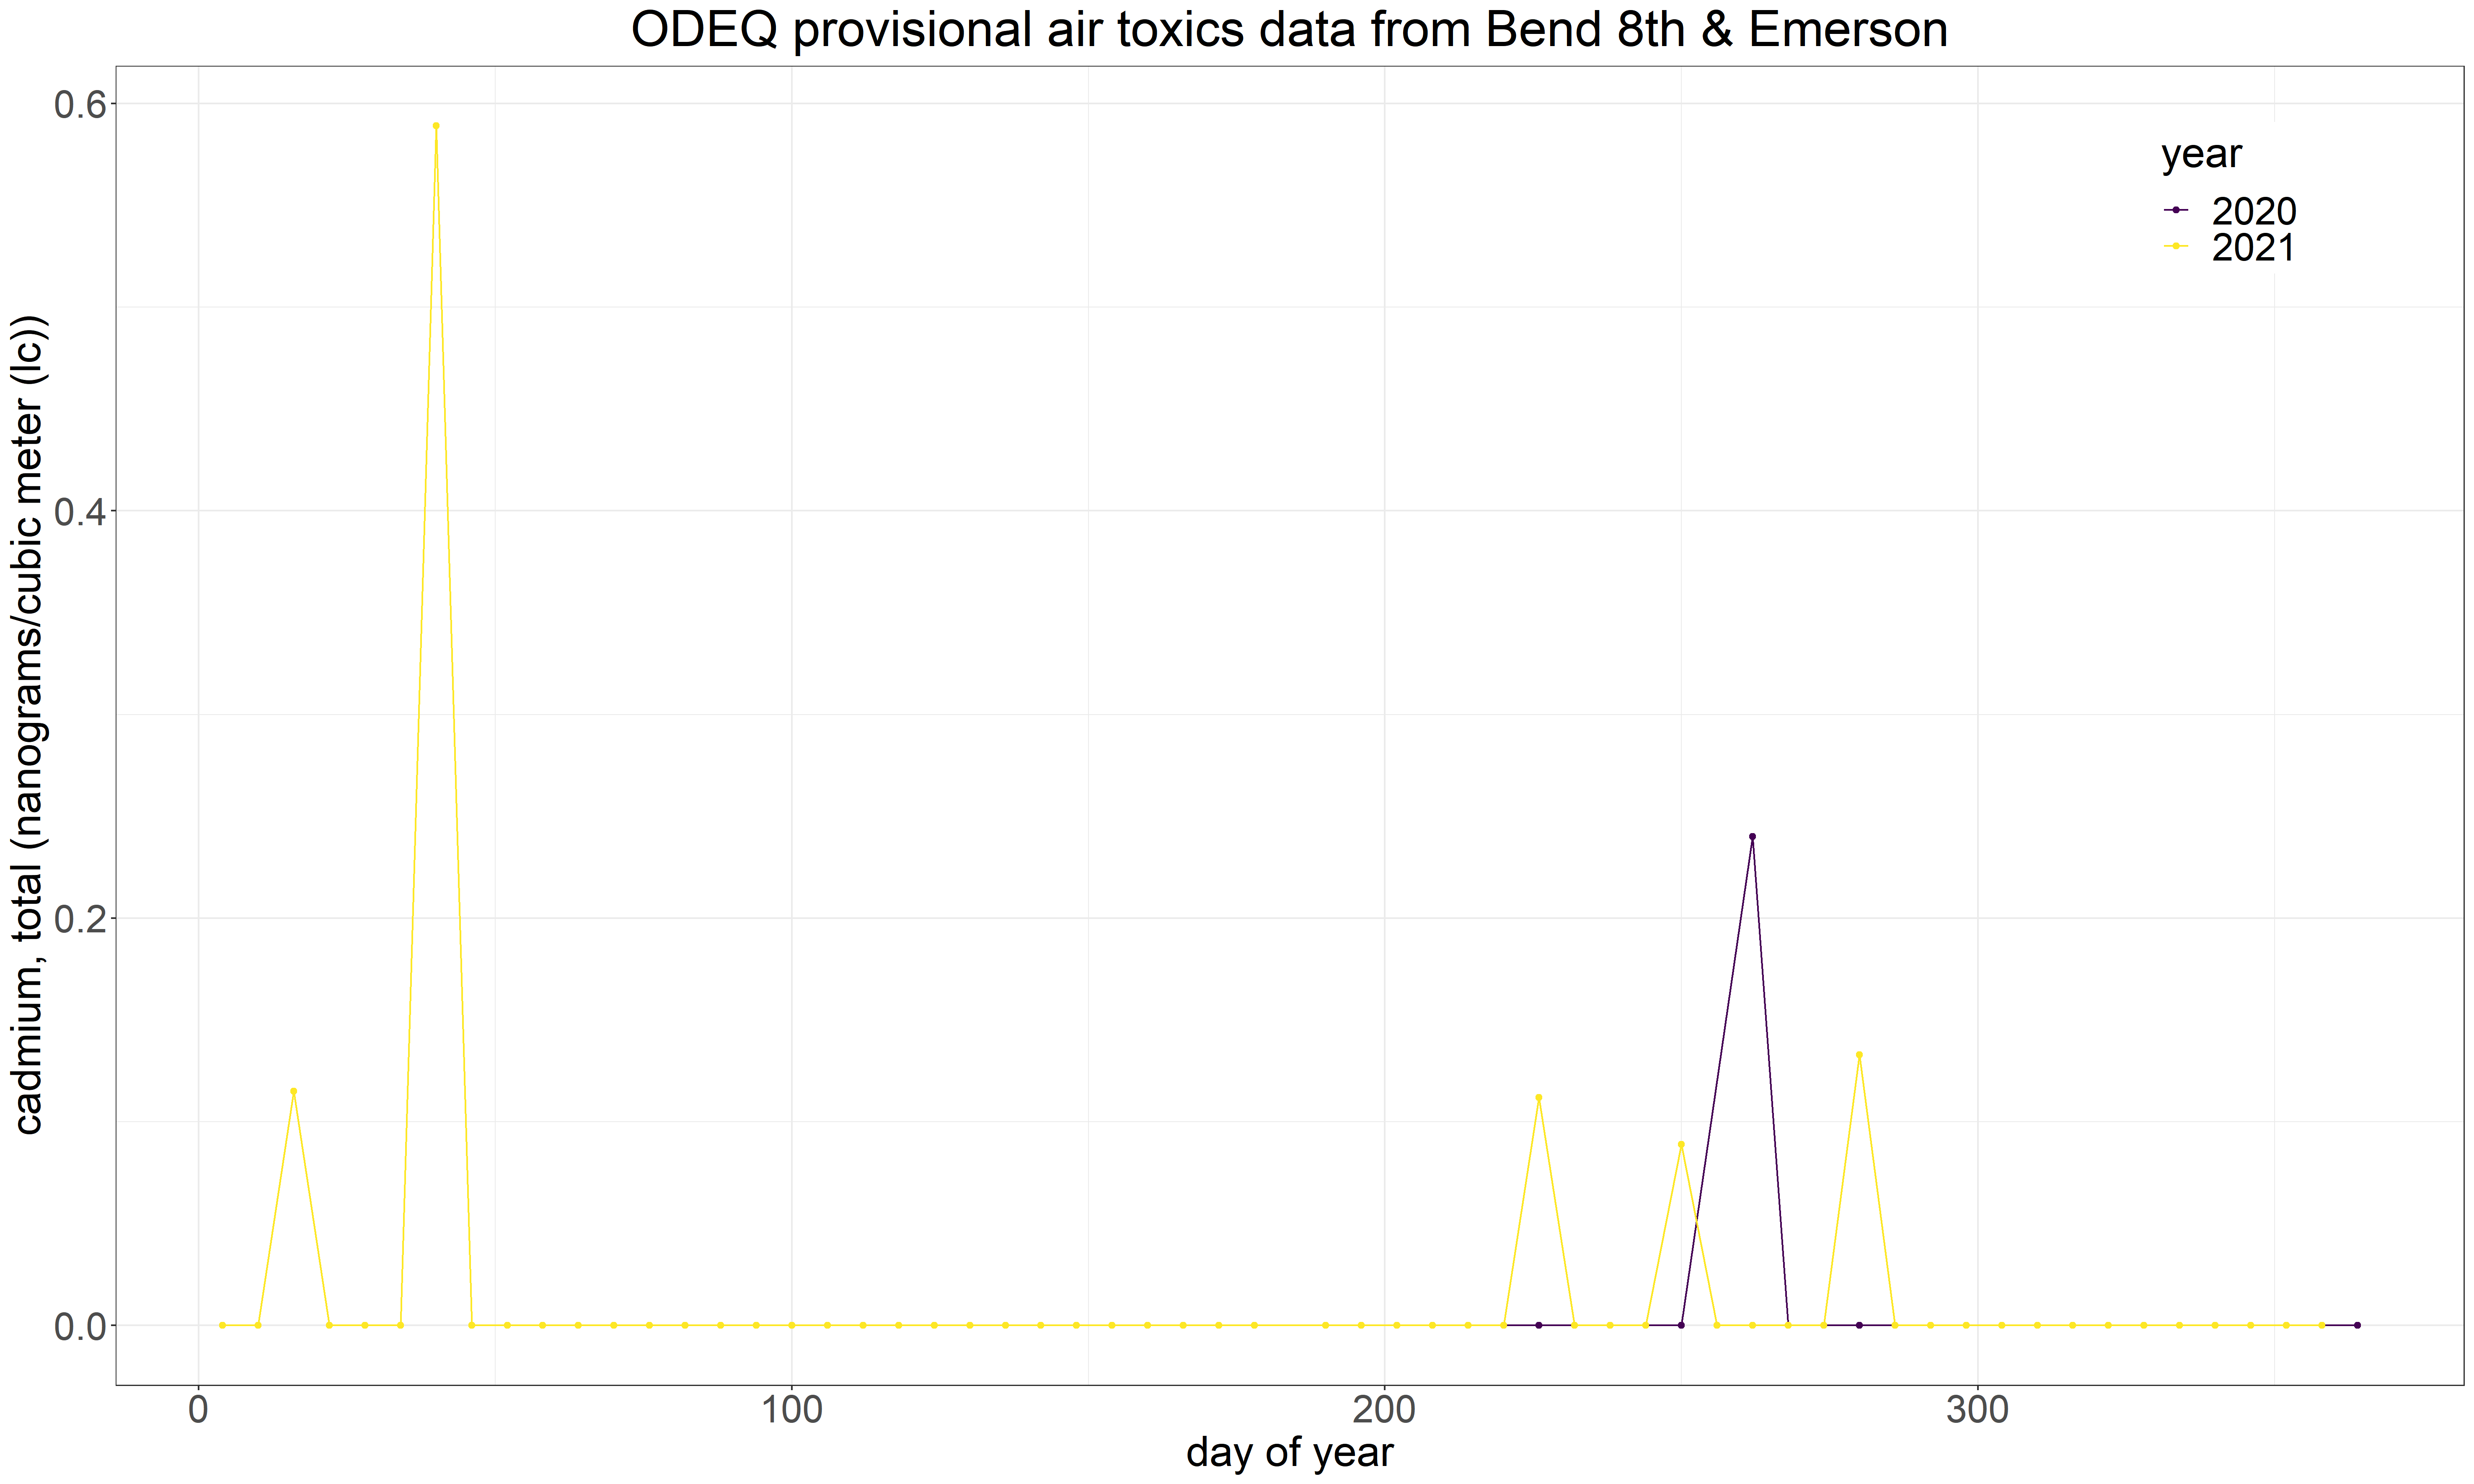 ODEQ provisional air toxics data from Bend 8th & Emerson
cadmium, total (nanograms/cubic meter (lc))
0.6
0.4
0.2
0.0
year
2020
2021
0
100
200
300
day of year